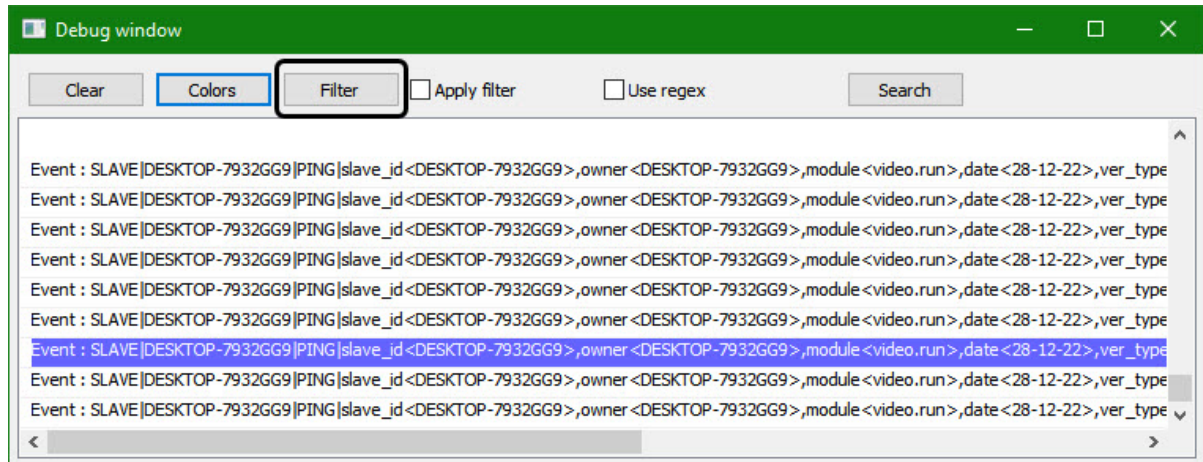 Debug window
Clear Colors Filter Apply filter Use regex Search
Event : SLAVE|DESKTOP-7932GG9|PING|slave_id<DESKTOP-7932GG9>,owner<DESKTOP-7932GG9>,module<video.run>,date<28-12-22>,ver_type
Event : SLAVE|DESKTOP-7932GG9|PING|slave_id<DESKTOP-7932GG9>,owner<DESKTOP-7932GG9>,module<video.run>,date<28-12-22>,ver_type
Event : SLAVE|DESKTOP-7932GG9|PING|slave_id<DESKTOP-7932GG9>,owner<DESKTOP-7932GG9>,module<video.run>,date<28-12-22>,ver_type
Event : SLAVE|DESKTOP-7932GG9|PING|slave_id<DESKTOP-7932GG9>,owner<DESKTOP-7932GG9>,module<video.run>,date<28-12-22>,ver_type
Event : SLAVE|DESKTOP-7932GG9|PING|slave_id<DESKTOP-7932GG9>,owner<DESKTOP-7932GG9>,module<video.run>,date<28-12-22>,ver_type
Event : SLAVE|DESKTOP-7932GG9|PING|slave_id<DESKTOP-7932GG9>,owner<DESKTOP-7932GG9>,module<video.run>,date<28-12-22>,ver_type
Event : SLAVE|DESKTOP-7932GG9|PING|slave_id<DESKTOP-7932GG9>,owner<DESKTOP-7932GG9>,module<video.run>,date<28-12-22>,ver_type
Event : SLAVE|DESKTOP-7932GG9|PING|slave_id<DESKTOP-7932GG9>,owner<DESKTOP-7932GG9>,module<video.run>,date<28-12-22>,ver_type
Event : SLAVE|DESKTOP-7932GG9|PING|slave_id<DESKTOP-7932GG9>,owner<DESKTOP-7932GG9>,module<video.run>,date<28-12-22>,ver_type